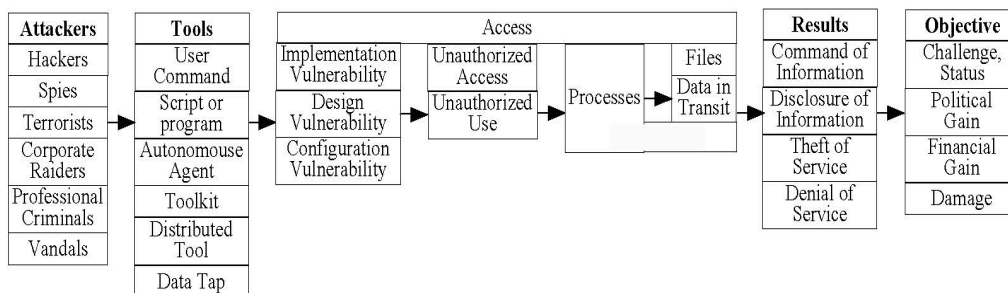 Attackers
Hackers
Spies
Terrorists
Corporate
Raiders
Professional
Criminals
Vandals
Tools
User
Command
Script or
program
Autonomouse
Agent
Toolkit
Distributed
Tool
Data Tap
Access
Implementation
Vulnerability
Design
Vulnerability
Configuration
Vulnerability
Unauthorized
Access
Unauthorized
Use
Processes
Files
Data in
Transit
Results
Command of
Information
Disclosure of
Information
Theft of
Service
Denial of
Service
Objective
Challenge,
Status
Political
Gain
Financial
Gain
Damage